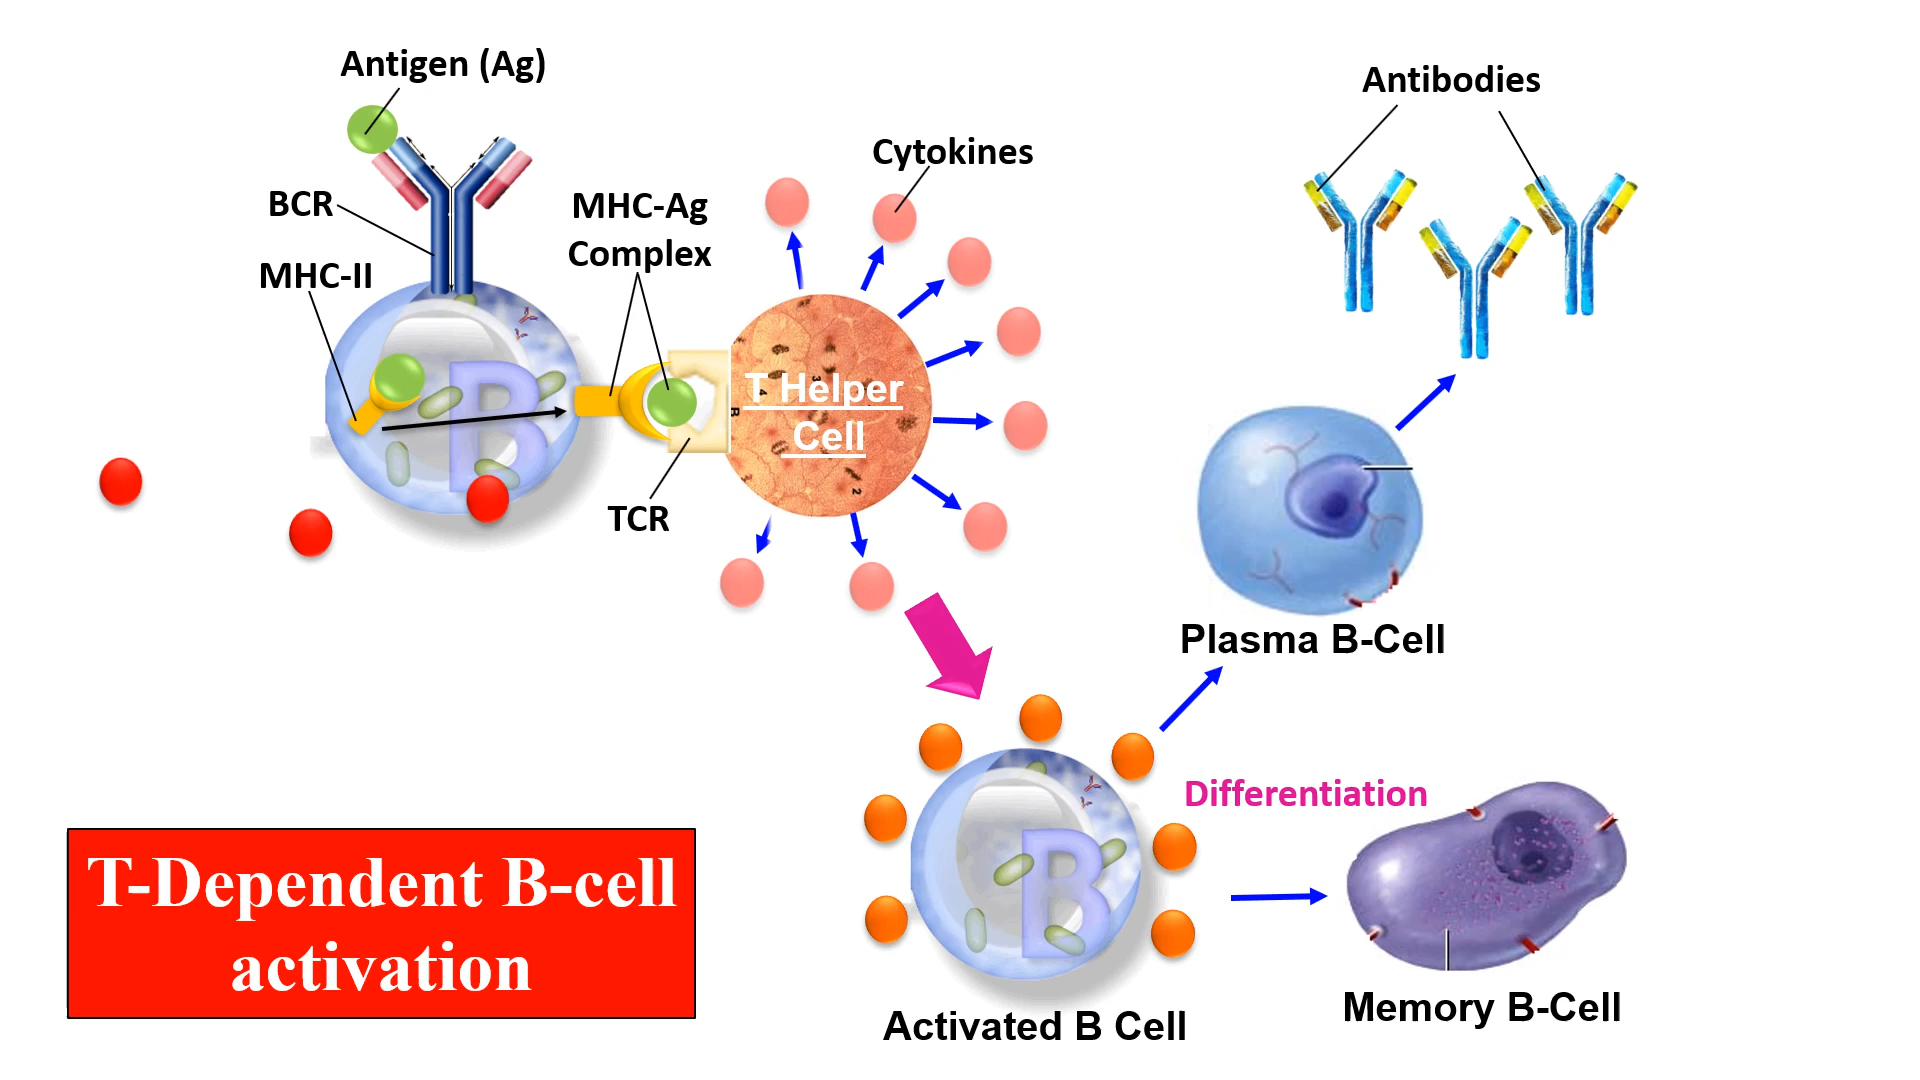 Antigen (Ag)
Antibodies
Cytokines
BCR
MHC-Ag
Complex
MHC-II
B
T Helper
Cell
TCR
Plasma B-Cell
Differentiation
B
T-Dependent B-cell
activation
Activated B Cell
Memory B-Cell